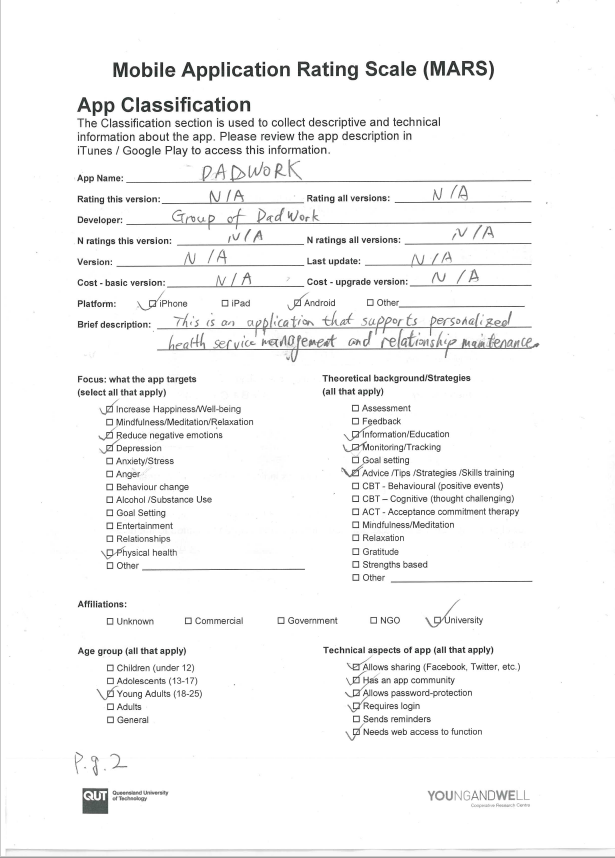 Mobile Application Rating Scale (MARS)
App Classification
The Classification section is used to collect descriptive and technical
information about the app. Please review the app description in
iTunes / Google Play to access this information.
App Name: DADWORK
Rating this version: N/A Rating all versions: N/A
Developer: Group of DadWork
N ratings this version: N/A N ratings all versions: N/A
Version: N/A Last update: N/A
Cost - basic version: N/A Cost - upgrade version: N/A
Platform: ☑ iPhone ☐ iPad ☑ Android ☐ Other
Brief description: This is an application that supports personalized
health service management and relationship maintenance.
Focus: what the app targets
(select all that apply)
☑ Increase Happiness/Well-being
☐ Mindfulness/Meditation/Relaxation
☑ Reduce negative emotions
☑ Depression
☐ Anxiety/Stress
☐ Anger
☐ Behaviour change
☐ Alcohol /Substance Use
☐ Goal Setting
☐ Entertainment
☐ Relationships
☑ Physical health
☐ Other
Theoretical background/Strategies
(all that apply)
☐ Assessment
☐ Feedback
☑ Information/Education
☑ Monitoring/Tracking
☐ Goal setting
☑ Advice /Tips /Strategies /Skills training
☐ CBT - Behavioural (positive events)
☐ CBT – Cognitive (thought challenging)
☐ ACT - Acceptance commitment therapy
☐ Mindfulness/Meditation
☐ Relaxation
☐ Gratitude
☐ Strengths based
☐ Other
Affiliations:
☐ Unknown ☐ Commercial ☐ Government ☐ NGO ☑ University
Age group (all that apply)
☐ Children (under 12)
☐ Adolescents (13-17)
☑ Young Adults (18-25)
☐ Adults
☐ General
Technical aspects of app (all that apply)
☑ Allows sharing (Facebook, Twitter, etc.)
☑ Has an app community
☑ Allows password-protection
☑ Requires login
☐ Sends reminders
☑ Needs web access to function
P.g.2
QUT Queensland University
of Technology
YOUNGANDWELL
Cooperative Research Centre